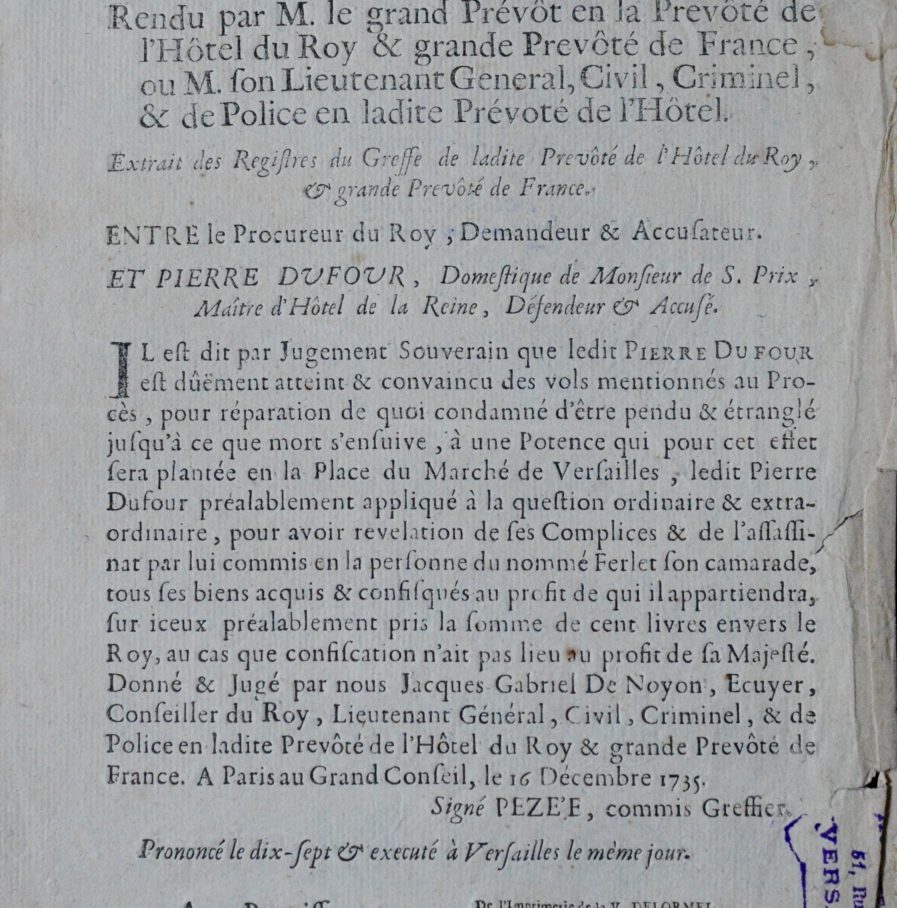 Rendu par M. le grand Prévôt en la Prevôté de
l'Hôtel du Roy & grande Prevôté de France,
ou M. ſon Lieutenant General, Civil, Criminel,
& de Police en ladite Prévoté de l'Hôtel.
Extrait des Regiſtres du Greffe de ladite Prevôté de l'Hôtel du Roy,
& grande Prevôté de France.
ENTRE le Procureur du Roy, Demandeur & Accuſateur.
ET PIERRE DUFOUR, Domeſtique de Monſieur de S. Prix,
Maître d'Hôtel de la Reine, Défendeur & Accuſé.
IL eſt dit par Jugement Souverain que ledit PIERRE DUFOUR
eſt dûëment atteint & convaincu des vols mentionnés au Pro-
cès, pour réparation de quoi condamné d'être pendu & étranglé
juſqu'à ce que mort s'enſuive, à une Potence qui pour cet effet
ſera plantée en la Place du Marché de Verſailles, ledit Pierre
Dufour préalablement appliqué à la queſtion ordinaire & extra-
ordinaire, pour avoir revelation de ſes Complices & de l'aſſaſſi-
nat par lui commis en la perſonne du nommé Ferlet ſon camarade,
tous ſes biens acquis & confiſqués au profit de qui il appartiendra,
ſur iceux préalablement pris la ſomme de cent livres envers le
Roy, au cas que confiſcation n'ait pas lieu au profit de ſa Majeſté.
Donné & Jugé par nous Jacques Gabriel De Noyon, Ecuyer,
Conſeiller du Roy, Lieutenant Général, Civil, Criminel, & de
Police en ladite Prevôté de l'Hôtel du Roy & grande Prevôté de
France. A Paris au Grand Conſeil, le 16 Décembre 1735.
Signé PEZE'E, commis Greffier.
Prononcé le dix-ſept & executé à Verſailles le même jour.
De l'Imprimerie de la V. DELORMEL
51, Ru
VERS